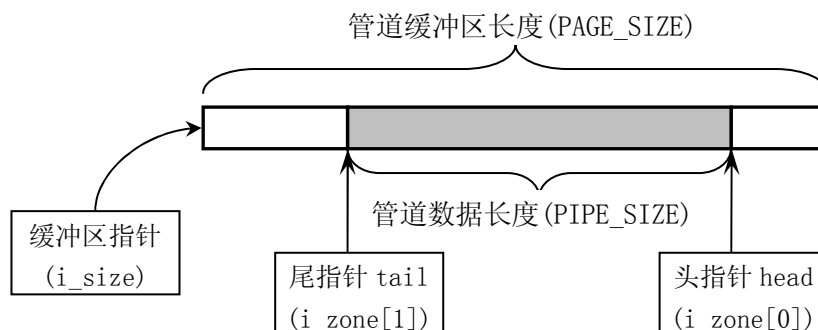 管道缓冲区长度(PAGE_SIZE)
管道数据长度(PIPE_SIZE)
缓冲区指针
(i_size)
尾指针 tail
(i_zone[1])
头指针 head
(i_zone[0])